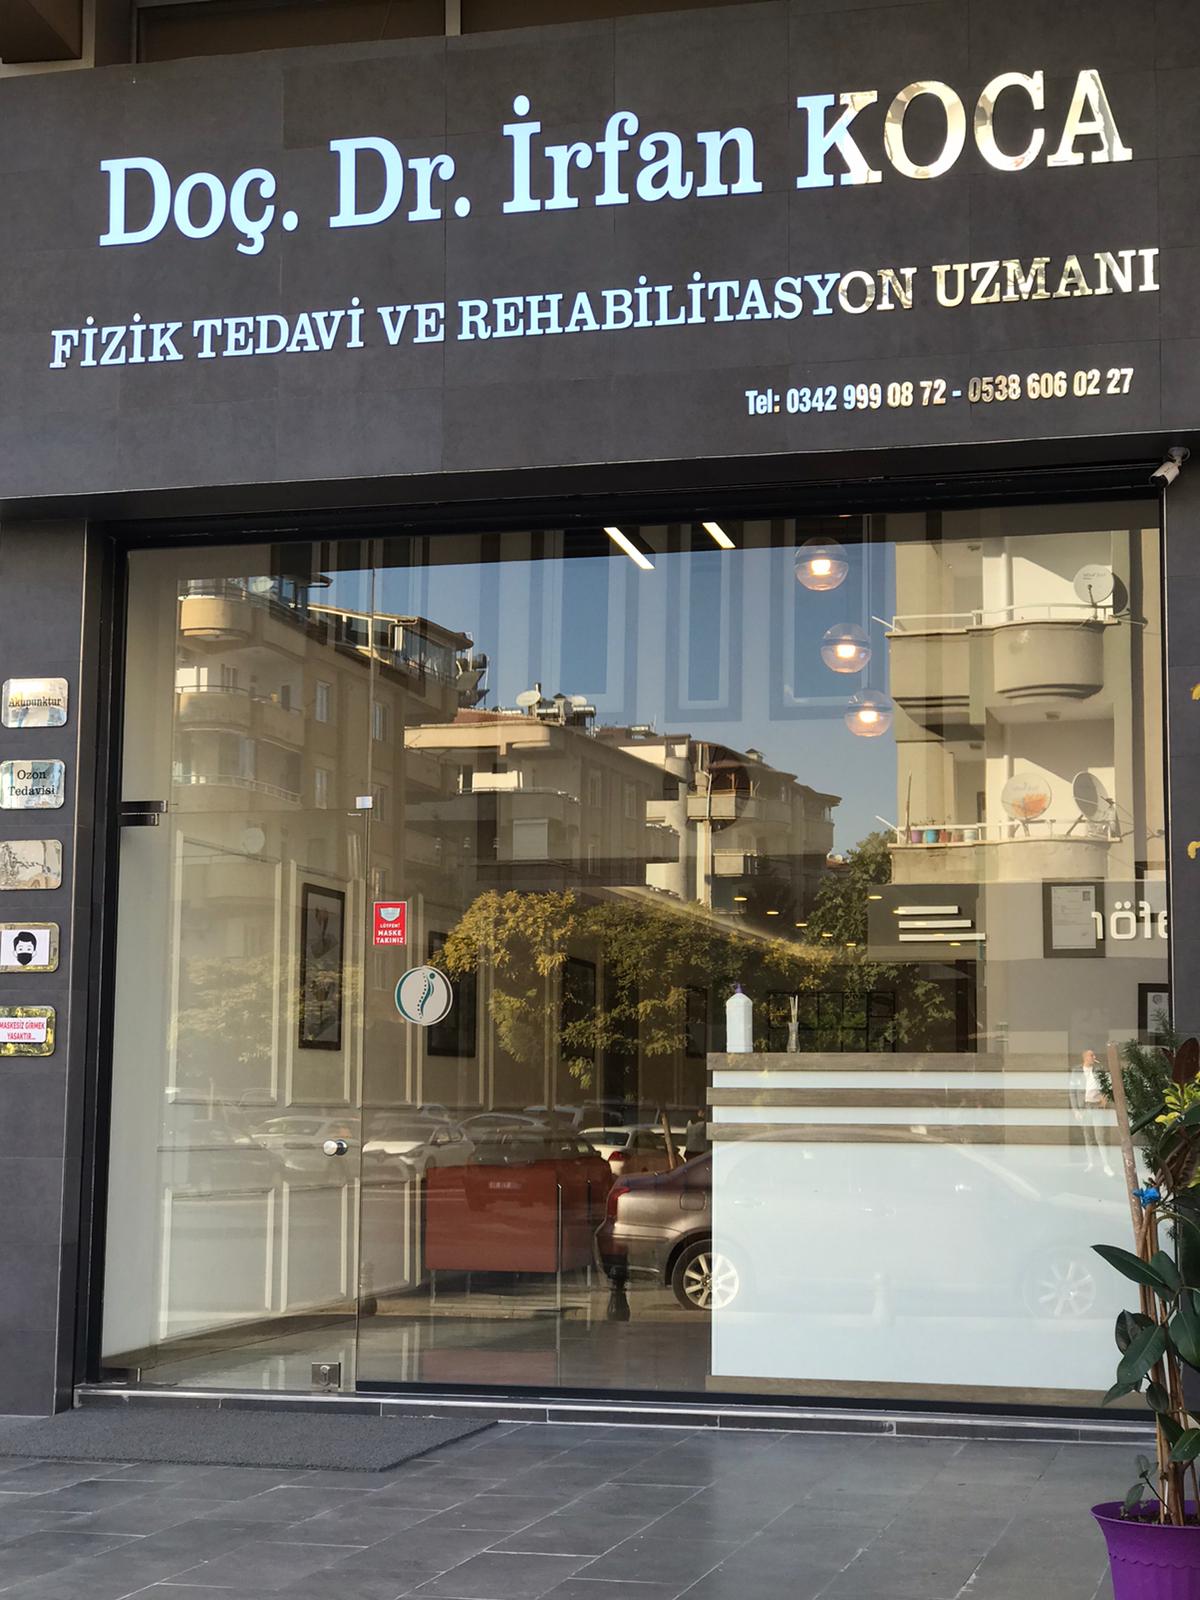 Doç. Dr. İrfan KOCA
FİZİK TEDAVİ VE REHABİLİTASYON UZMANI
Tel: 0342 999 08 72 - 0538 606 02 27
Akupunktur
Ozon
Tedavisi
LÜTFEN!
MASKE
TAKINIZ
MASKESİZ GİRMEK
YASAKTIR...